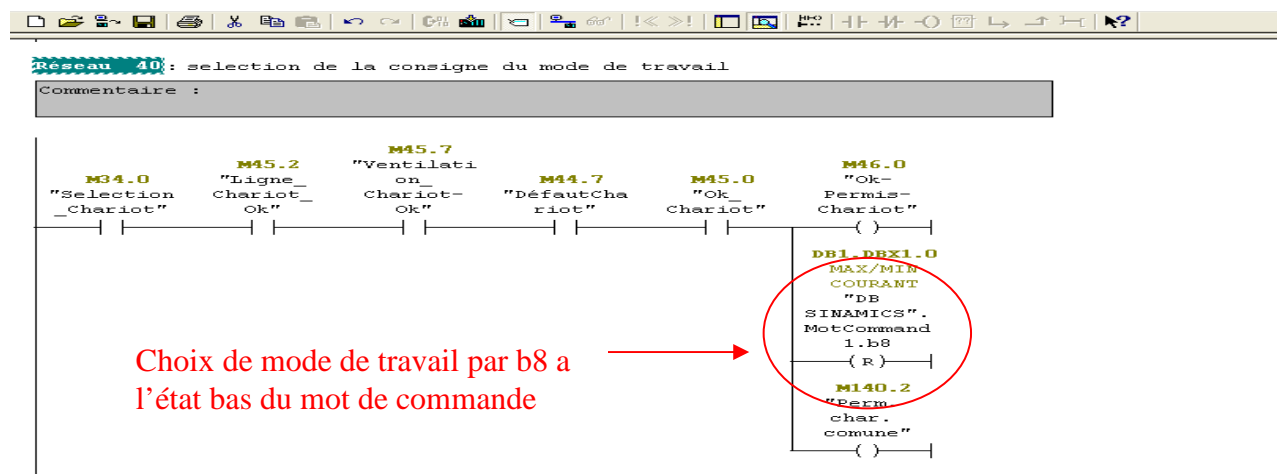 Réseau 40 : selection de la consigne du mode de travail
Commentaire :
M34.0
"Selection
_Chariot"
M45.2
"Ligne_
Chariot_
Ok"
M45.7
"Ventilati
on_
Chariot-
Ok"
M44.7
"DéfautCha
riot"
M45.0
"Ok_
Chariot"
M46.0
"Ok-
Permis-
Chariot"
DB1.DBX1.0
MAX/MIN
COURANT
"DB
SINAMICS".
MotCommand
1.b8
R
M140.2
"Perm.
char.
comune"
Choix de mode de travail par b8 a
l'état bas du mot de commande